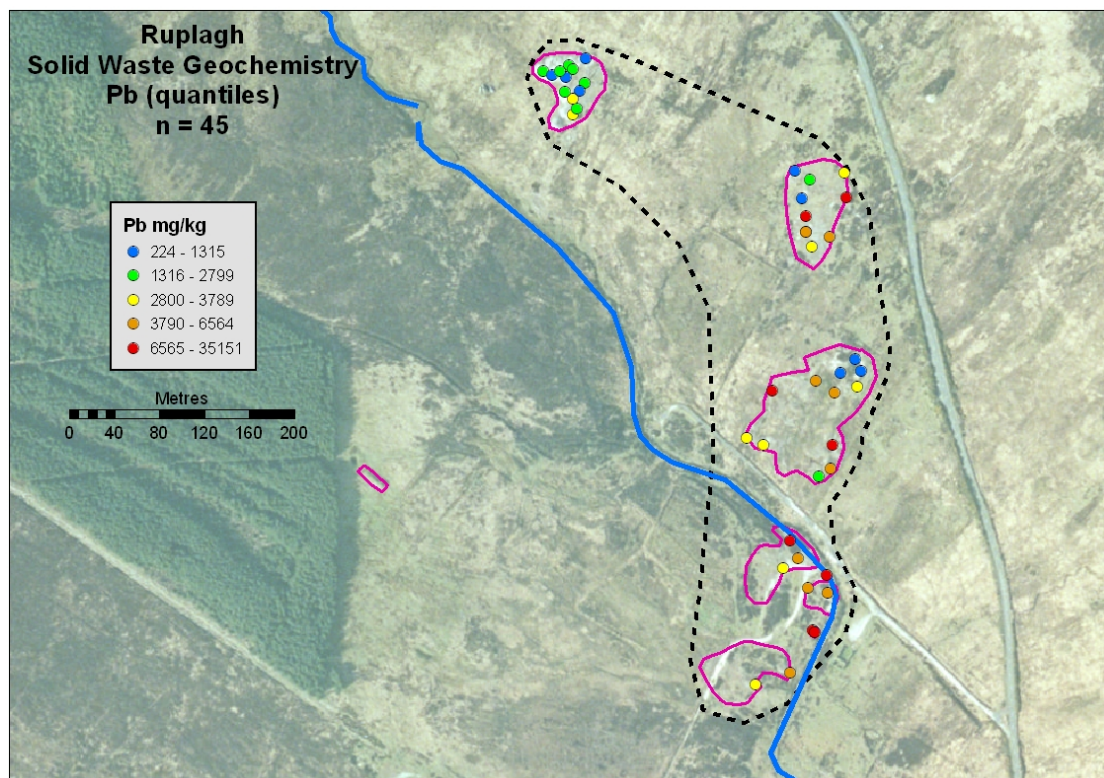 Ruplagh
Solid Waste Geochemistry
Pb (quantiles)
n = 45
Pb mg/kg
224 - 1315
1316 - 2799
2800 - 3789
3790 - 6564
6565 - 35151
Metres
0 40 80 120 160 200